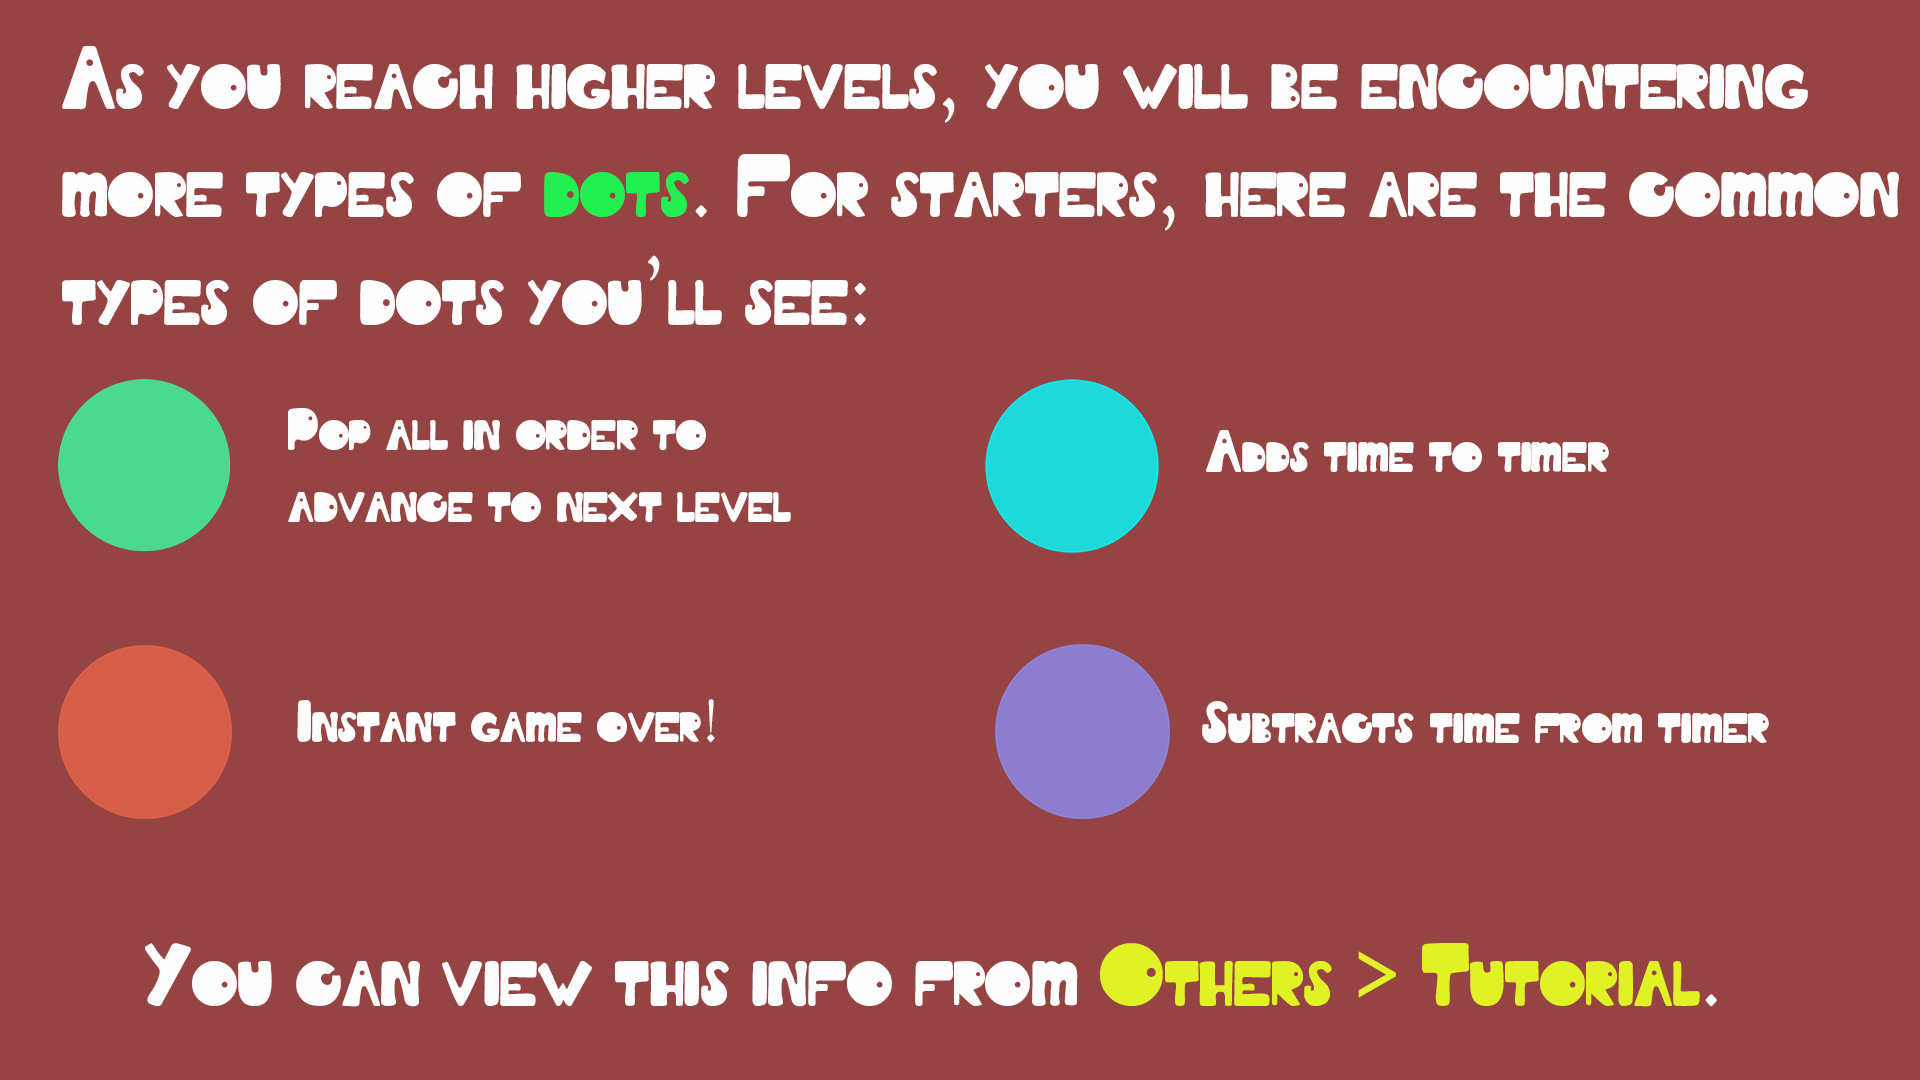 As you reach higher levels, you will be encountering
more types of dots. For starters, here are the common
types of dots you'll see:
Pop all in order to
advance to next level
Adds time to timer
Instant game over!
Subtracts time from timer
You can view this info from Others > Tutorial.